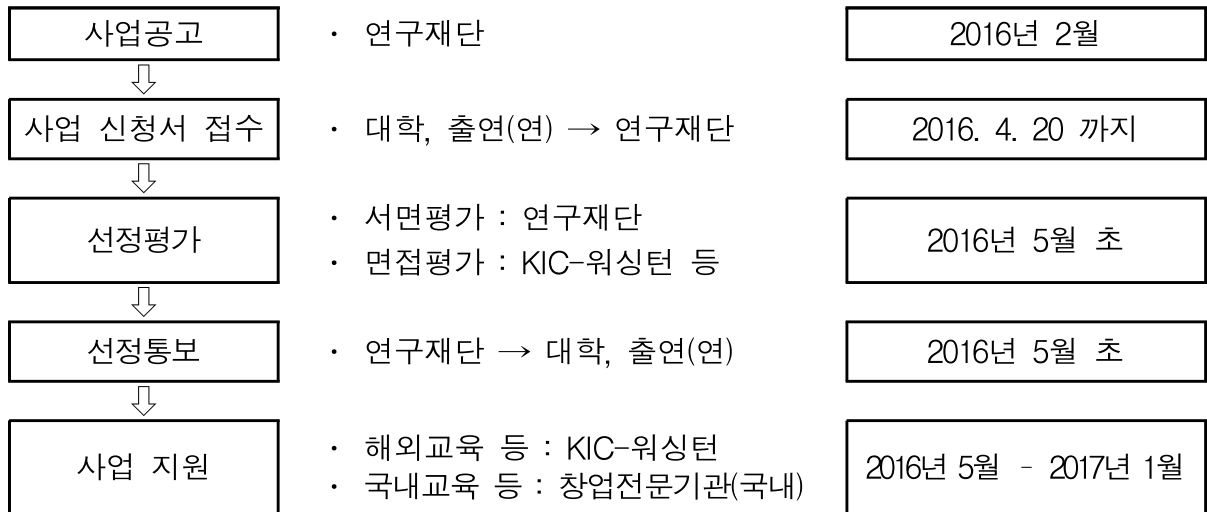 사업공고 · 연구재단 2016년 2월
사업 신청서 접수 · 대학, 출연(연) → 연구재단 2016. 4. 20 까지
선정평가 · 서면평가 : 연구재단 2016년 5월 초
· 면접평가 : KIC-워싱턴 등
선정통보 · 연구재단 → 대학, 출연(연) 2016년 5월 초
사업 지원 · 해외교육 등 : KIC-워싱턴 2016년 5월 - 2017년 1월
· 국내교육 등 : 창업전문기관(국내)